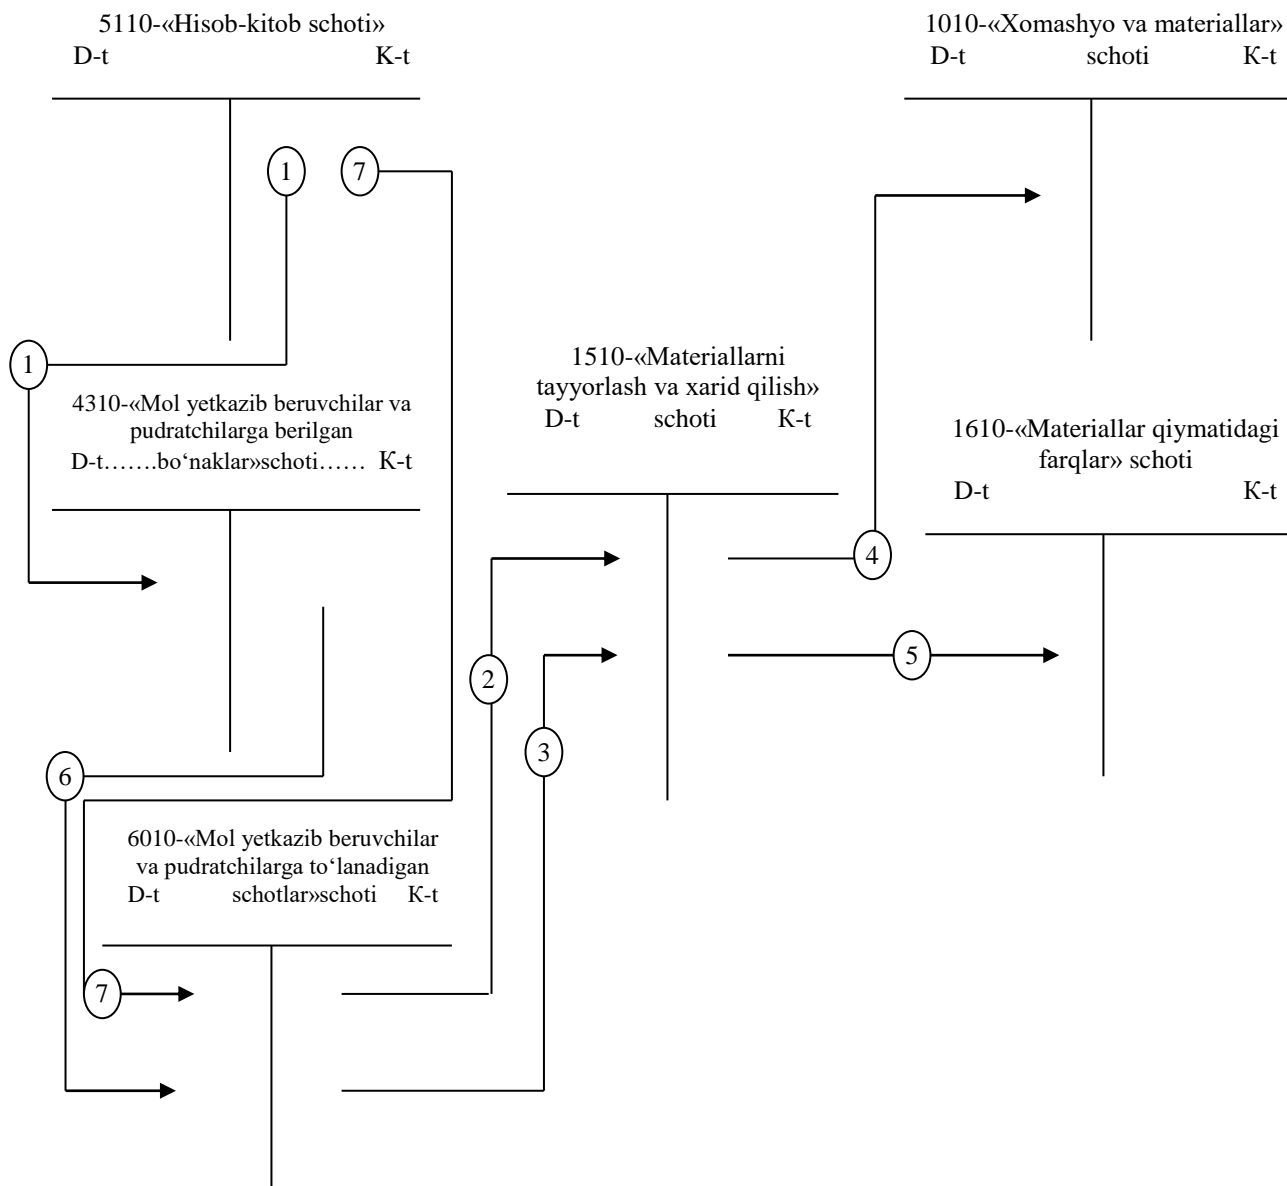 5110-«Hisob-kitob schoti»
D-t K-t
1010-«Xomashyo va materiallar»
D-t schoti K-t
1 7
1
4310-«Mol yetkazib beruvchilar va
pudratchilarga berilgan
D-t…….bo‘naklar»schoti…… K-t
1510-«Materiallarni
tayyorlash va xarid qilish»
D-t schoti K-t
1610-«Materiallar qiymatidagi
farqlar» schoti
D-t K-t
4
2
5
3
6
6010-«Mol yetkazib beruvchilar
va pudratchilarga to‘lanadigan
D-t schotlar»schoti K-t
7